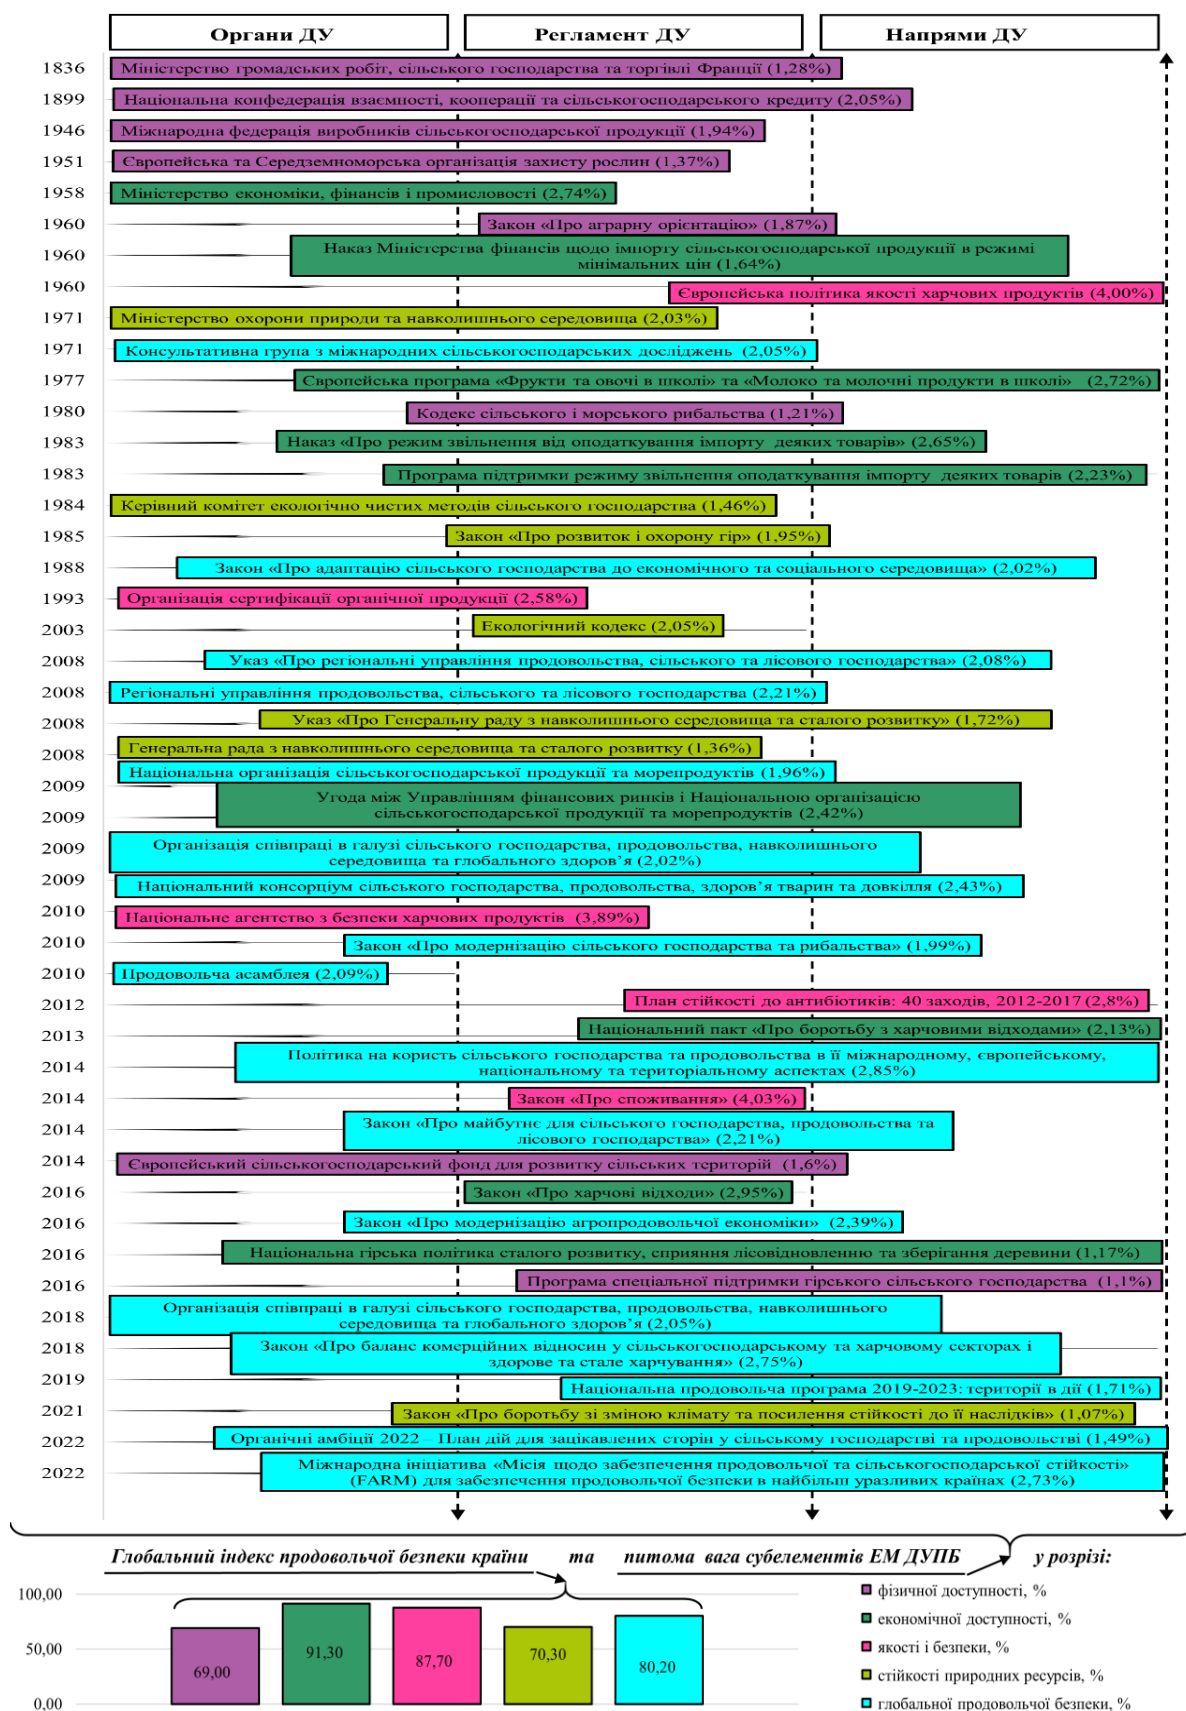 Органи ДУ
Регламент ДУ
Напрями ДУ
1836
Міністерство громадських робіт, сільського господарства та торгівлі Франції (1,28%)
1899
Національна конфедерація взаємності, кооперації та сільськогосподарського кредиту (2,05%)
1946
Міжнародна федерація виробників сільськогосподарської продукції (1,94%)
1951
Європейська та Середземноморська організація захисту рослин (1,37%)
1958
Міністерство економіки, фінансів і промисловості (2,74%)
1960
Закон «Про аграрну орієнтацію» (1,87%)
1960
Наказ Міністерства фінансів щодо імпорту сільськогосподарської продукції в режимі
мінімальних цін (1,64%)
1960
Європейська політика якості харчових продуктів (4,00%)
1971
Міністерство охорони природи та навколишнього середовища (2,03%)
1971
Консультативна група з міжнародних сільськогосподарських досліджень (2,05%)
1977
Європейська програма «Фрукти та овочі в школі» та «Молоко та молочні продукти в школі» (2,72%)
1980
Кодекс сільського і морського рибальства (1,21%)
1983
Наказ «Про режим звільнення від оподаткування імпорту деяких товарів» (2,65%)
1983
Програма підтримки режиму звільнення оподаткування імпорту деяких товарів (2,23%)
1984
Керівний комітет екологічно чистих методів сільського господарства (1,46%)
1985
Закон «Про розвиток і охорону гір» (1,95%)
1988
Закон «Про адаптацію сільського господарства до економічного та соціального середовища» (2,02%)
1993
Організація сертифікації органічної продукції (2,58%)
2003
Екологічний кодекс (2,05%)
2008
Указ «Про регіональні управління продовольства, сільського та лісового господарства» (2,08%)
2008
Регіональні управління продовольства, сільського та лісового господарства (2,21%)
2008
Указ «Про Генеральну раду з навколишнього середовища та сталого розвитку» (1,72%)
2008
Генеральна рада з навколишнього середовища та сталого розвитку (1,36%)
Національна організація сільськогосподарської продукції та морепродуктів (1,96%)
2009
Угода між Управлінням фінансових ринків і Національною організацією
сільськогосподарської продукції та морепродуктів (2,42%)
2009
2009
Організація співпраці в галузі сільського господарства, продовольства, навколишнього
середовища та глобального здоров’я (2,02%)
2009
Національний консорціум сільського господарства, продовольства, здоров’я тварин та довкілля (2,43%)
2010
Національне агентство з безпеки харчових продуктів (3,89%)
2010
Закон «Про модернізацію сільського господарства та рибальства» (1,99%)
2010
Продовольча асамблея (2,09%)
2012
План стійкості до антибіотиків: 40 заходів, 2012-2017 (2,8%)
2013
Національний пакт «Про боротьбу з харчовими відходами» (2,13%)
2014
Політика на користь сільського господарства та продовольства в її міжнародному, європейському,
національному та територіальному аспектах (2,85%)
2014
Закон «Про споживання» (4,03%)
2014
Закон «Про майбутнє для сільського господарства, продовольства та
лісового господарства» (2,21%)
2014
Європейський сільськогосподарський фонд для розвитку сільських територій (1,6%)
2016
Закон «Про харчові відходи» (2,95%)
2016
Закон «Про модернізацію агропродовольчої економіки» (2,39%)
2016
Національна гірська політика сталого розвитку, сприяння лісовідновленню та зберігання деревини (1,17%)
2016
Програма спеціальної підтримки гірського сільського господарства (1,1%)
2018
Організація співпраці в галузі сільського господарства, продовольства, навколишнього
середовища та глобального здоров’я (2,05%)
2018
Закон «Про баланс комерційних відносин у сільськогосподарському та харчовому секторах і
здорове та стале харчування» (2,75%)
2019
Національна продовольча програма 2019-2023: території в дії (1,71%)
2021
Закон «Про боротьбу зі зміною клімату та посилення стійкості до її наслідків» (1,07%)
2022
Органічні амбіції 2022 – План дій для зацікавлених сторін у сільському господарстві та продовольстві (1,49%)
2022
Міжнародна ініціатива «Місія щодо забезпечення продовольчої та сільськогосподарської стійкості»
(FARM) для забезпечення продовольчої безпеки в найбільш уразливих країнах (2,73%)
Глобальний індекс продовольчої безпеки країни та питома вага субелементів ЕМ ДУПБ у розрізі:
100,00
50,00
0,00
69,00
91,30
87,70
70,30
80,20
фізичної доступності, %
економічної доступності, %
якості і безпеки, %
стійкості природних ресурсів, %
глобальної продовольчої безпеки, %